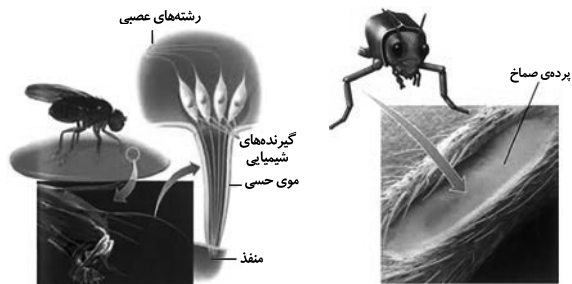 رشته‌های عصبی
گیرنده‌های
شیمیایی
موی حسی
منفذ
پرده‌ی صماخ